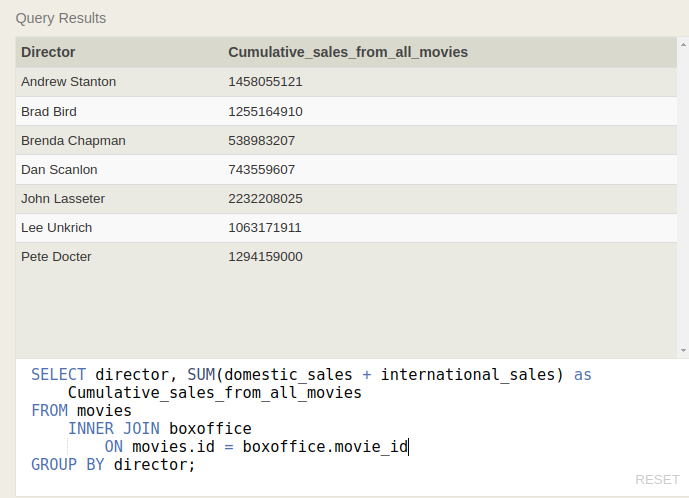 Query Results
Director Cumulative_sales_from_all_movies
Andrew Stanton 1458055121
Brad Bird 1255164910
Brenda Chapman 538983207
Dan Scanlon 743559607
John Lasseter 2232208025
Lee Unkrich 1063171911
Pete Docter 1294159000
SELECT director, SUM(domestic_sales + international_sales) as
Cumulative_sales_from_all_movies
FROM movies
INNER JOIN boxoffice
ON movies.id = boxoffice.movie_id
GROUP BY director;
RESET